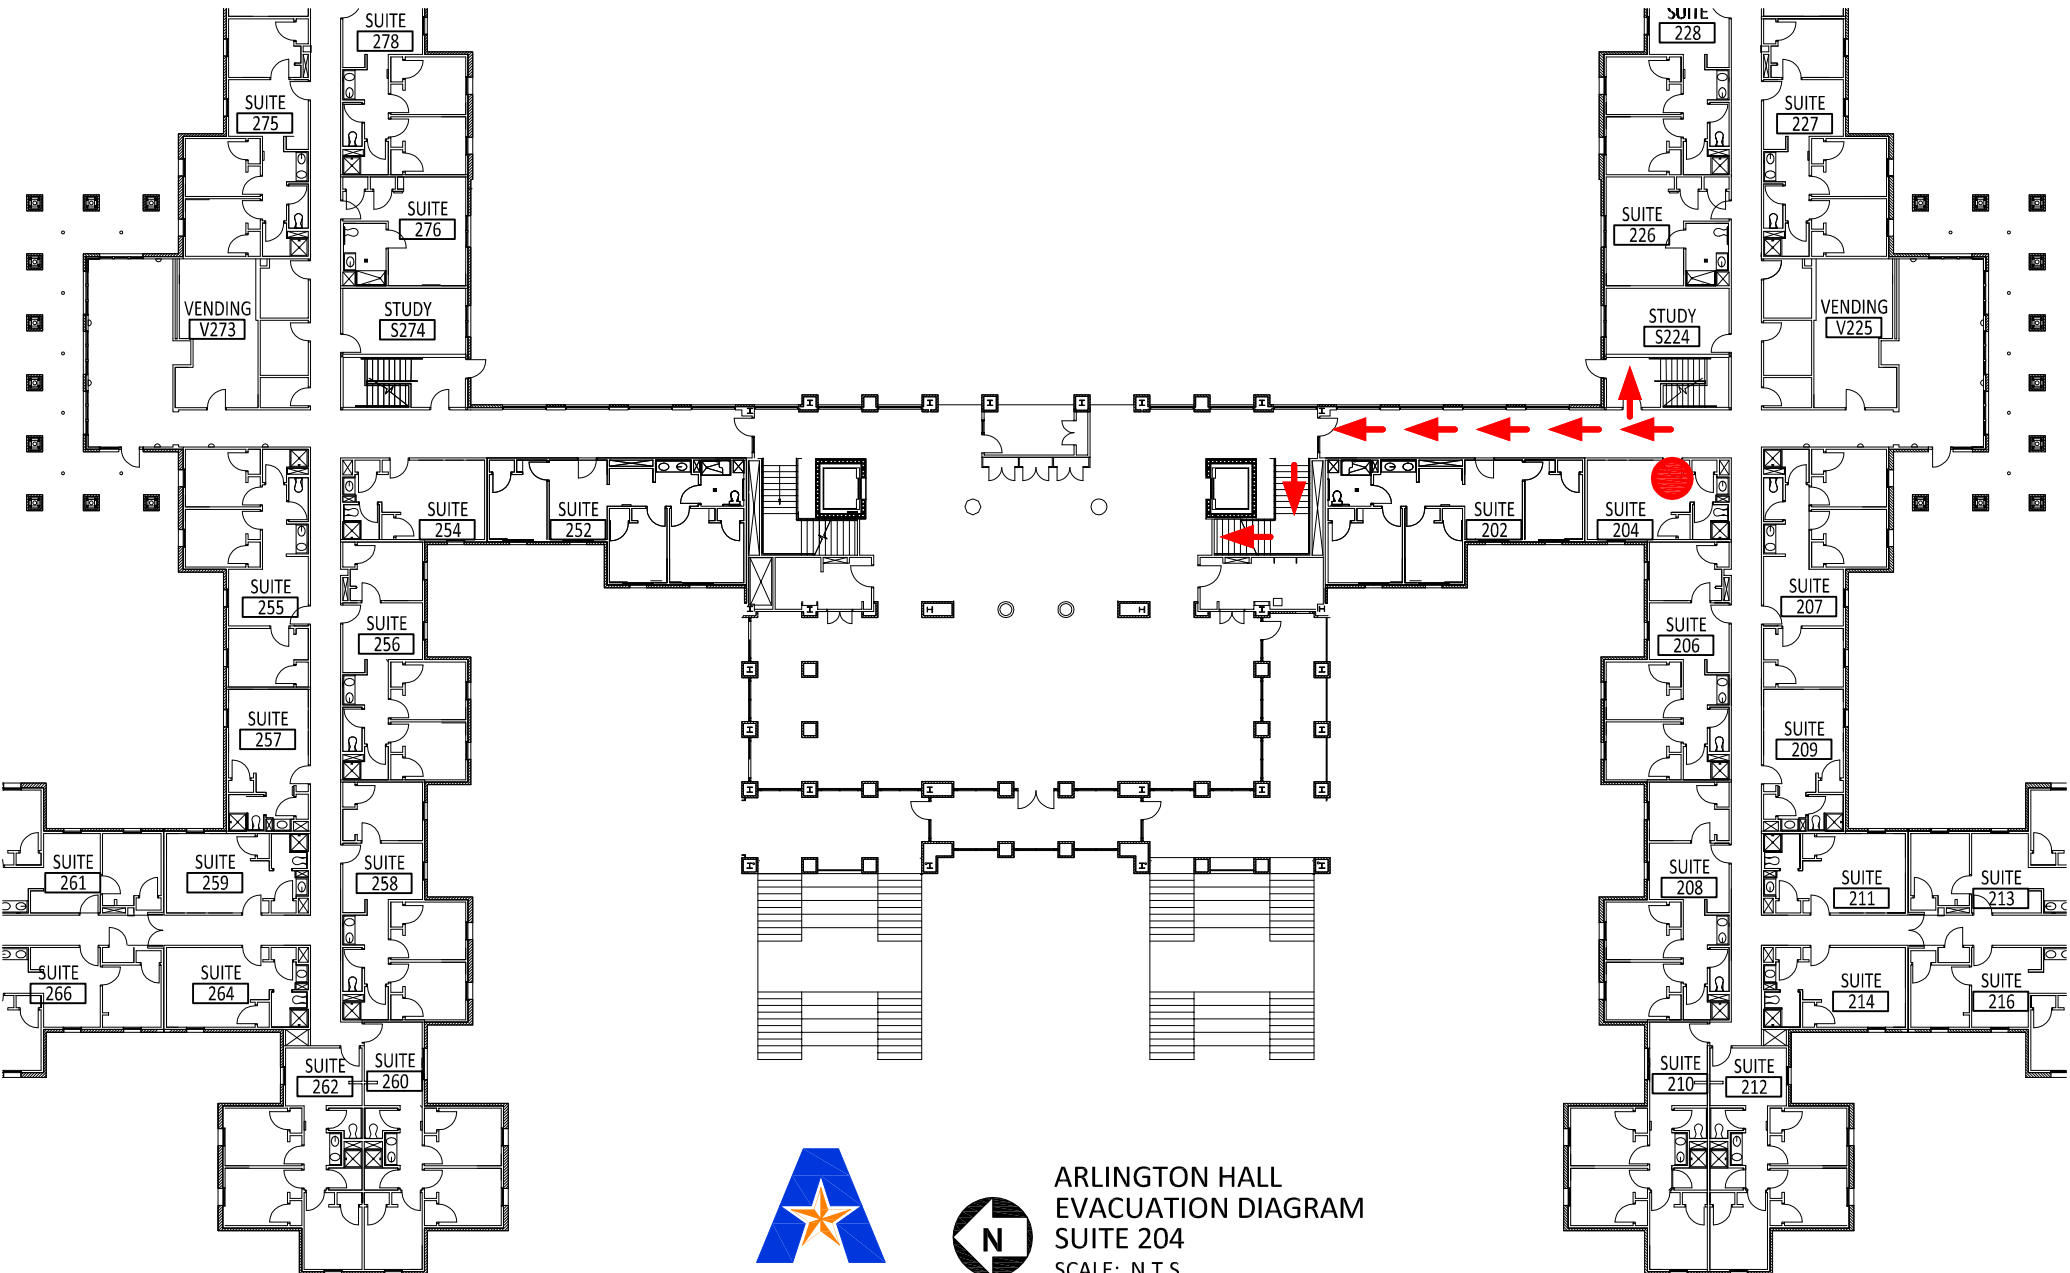 SUITE
278
SUITE
228
SUITE
275
SUITE
227
SUITE
276
SUITE
226
VENDING
V273
STUDY
S274
STUDY
S224
VENDING
V225
SUITE
254
SUITE
252
SUITE
202
SUITE
204
SUITE
255
SUITE
256
SUITE
206
SUITE
207
SUITE
257
SUITE
209
SUITE
261
SUITE
259
SUITE
258
SUITE
208
SUITE
211
SUITE
213
SUITE
266
SUITE
264
SUITE
214
SUITE
216
SUITE
262
SUITE
260
SUITE
210
SUITE
212
N
ARLINGTON HALL
EVACUATION DIAGRAM
SUITE 204
SCALE: N.T.S.